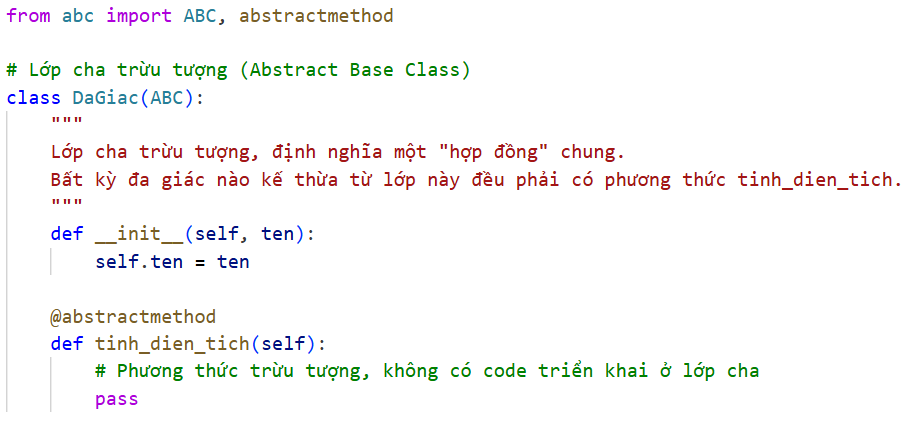 from abc import ABC, abstractmethod
# Lớp cha trừu tượng (Abstract Base Class)
class DaGiac(ABC):
"""
Lớp cha trừu tượng, định nghĩa một "hợp đồng" chung.
Bất kỳ đa giác nào kế thừa từ lớp này đều phải có phương thức tinh_dien_tich.
"""
def __init__(self, ten):
self.ten = ten
@abstractmethod
def tinh_dien_tich(self):
# Phương thức trừu tượng, không có code triển khai ở lớp cha
pass